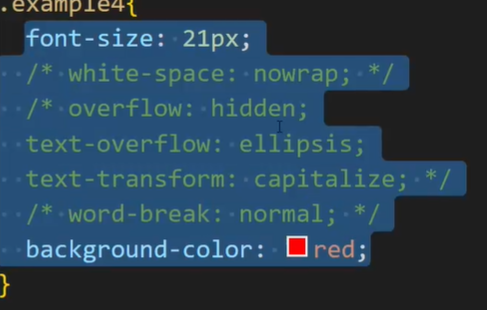 .example4{
font-size: 21px;
/* white-space: nowrap; */
/* overflow: hidden;
text-overflow: ellipsis;
text-transform: capitalize; */
/* word-break: normal; */
background-color: red;
}